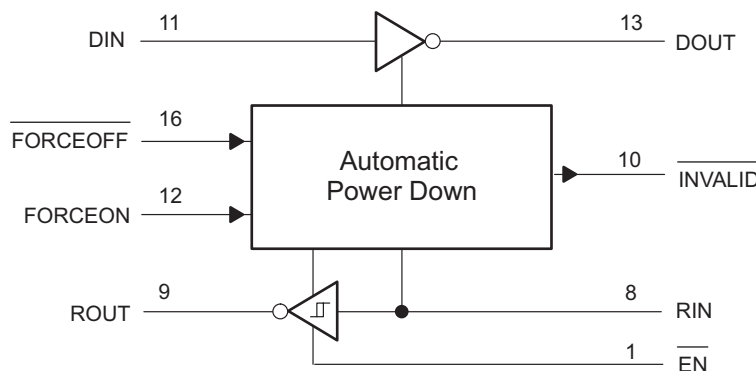 DIN 11 13 DOUT
FORCEOFF 16
Automatic
Power Down
10 INVALID
FORCEON 12
ROUT 9 8 RIN
1 EN